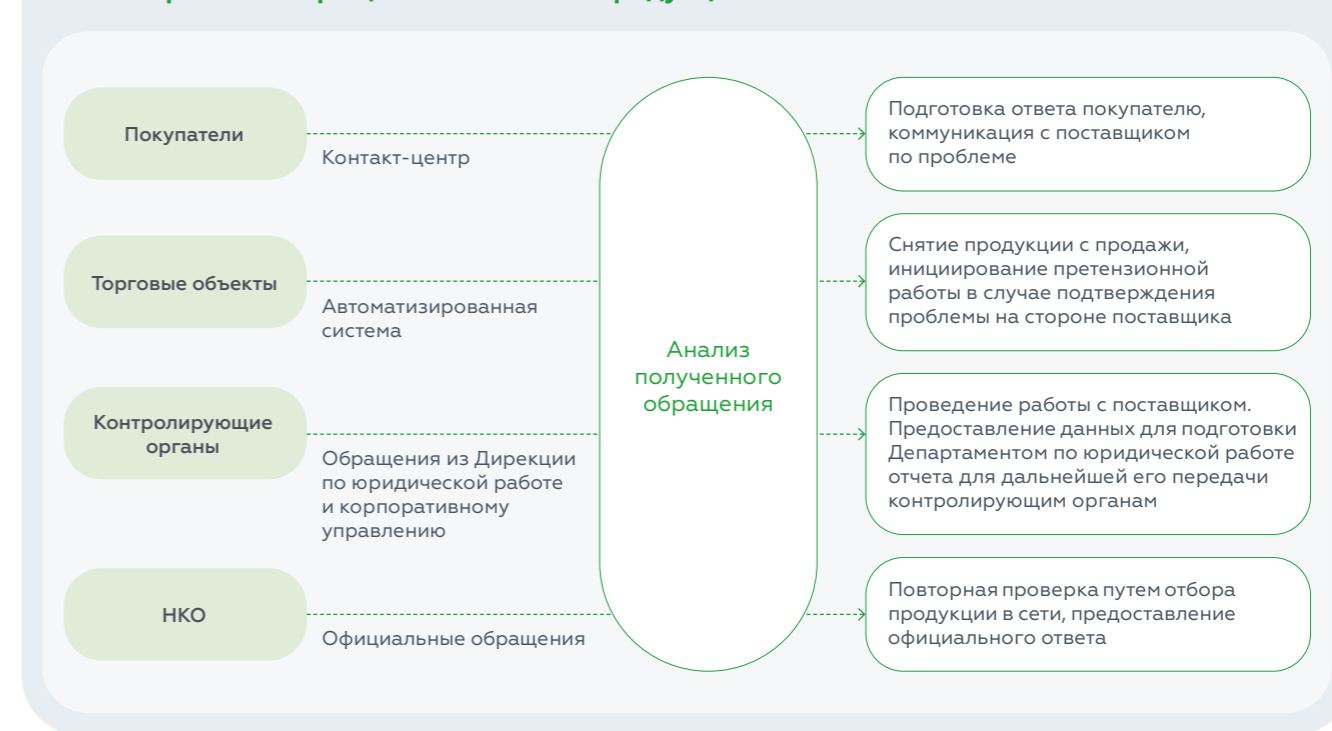 Покупатели
Контакт-центр
Подготовка ответа покупателю,
коммуникация с поставщиком
по проблеме
Торговые объекты
Автоматизированная
система
Снятие продукции с продажи,
инициирование претензионной
работы в случае подтверждения
проблемы на стороне поставщика
Анализ
полученного
обращения
Контролирующие
органы
Обращения из Дирекции
по юридической работе
и корпоративному
управлению
Проведение работы с поставщиком.
Предоставление данных для подготовки
Департаментом по юридической работе
отчета для дальнейшей его передачи
контролирующим органам
НКО
Официальные обращения
Повторная проверка путем отбора
продукции в сети, предоставление
официального ответа